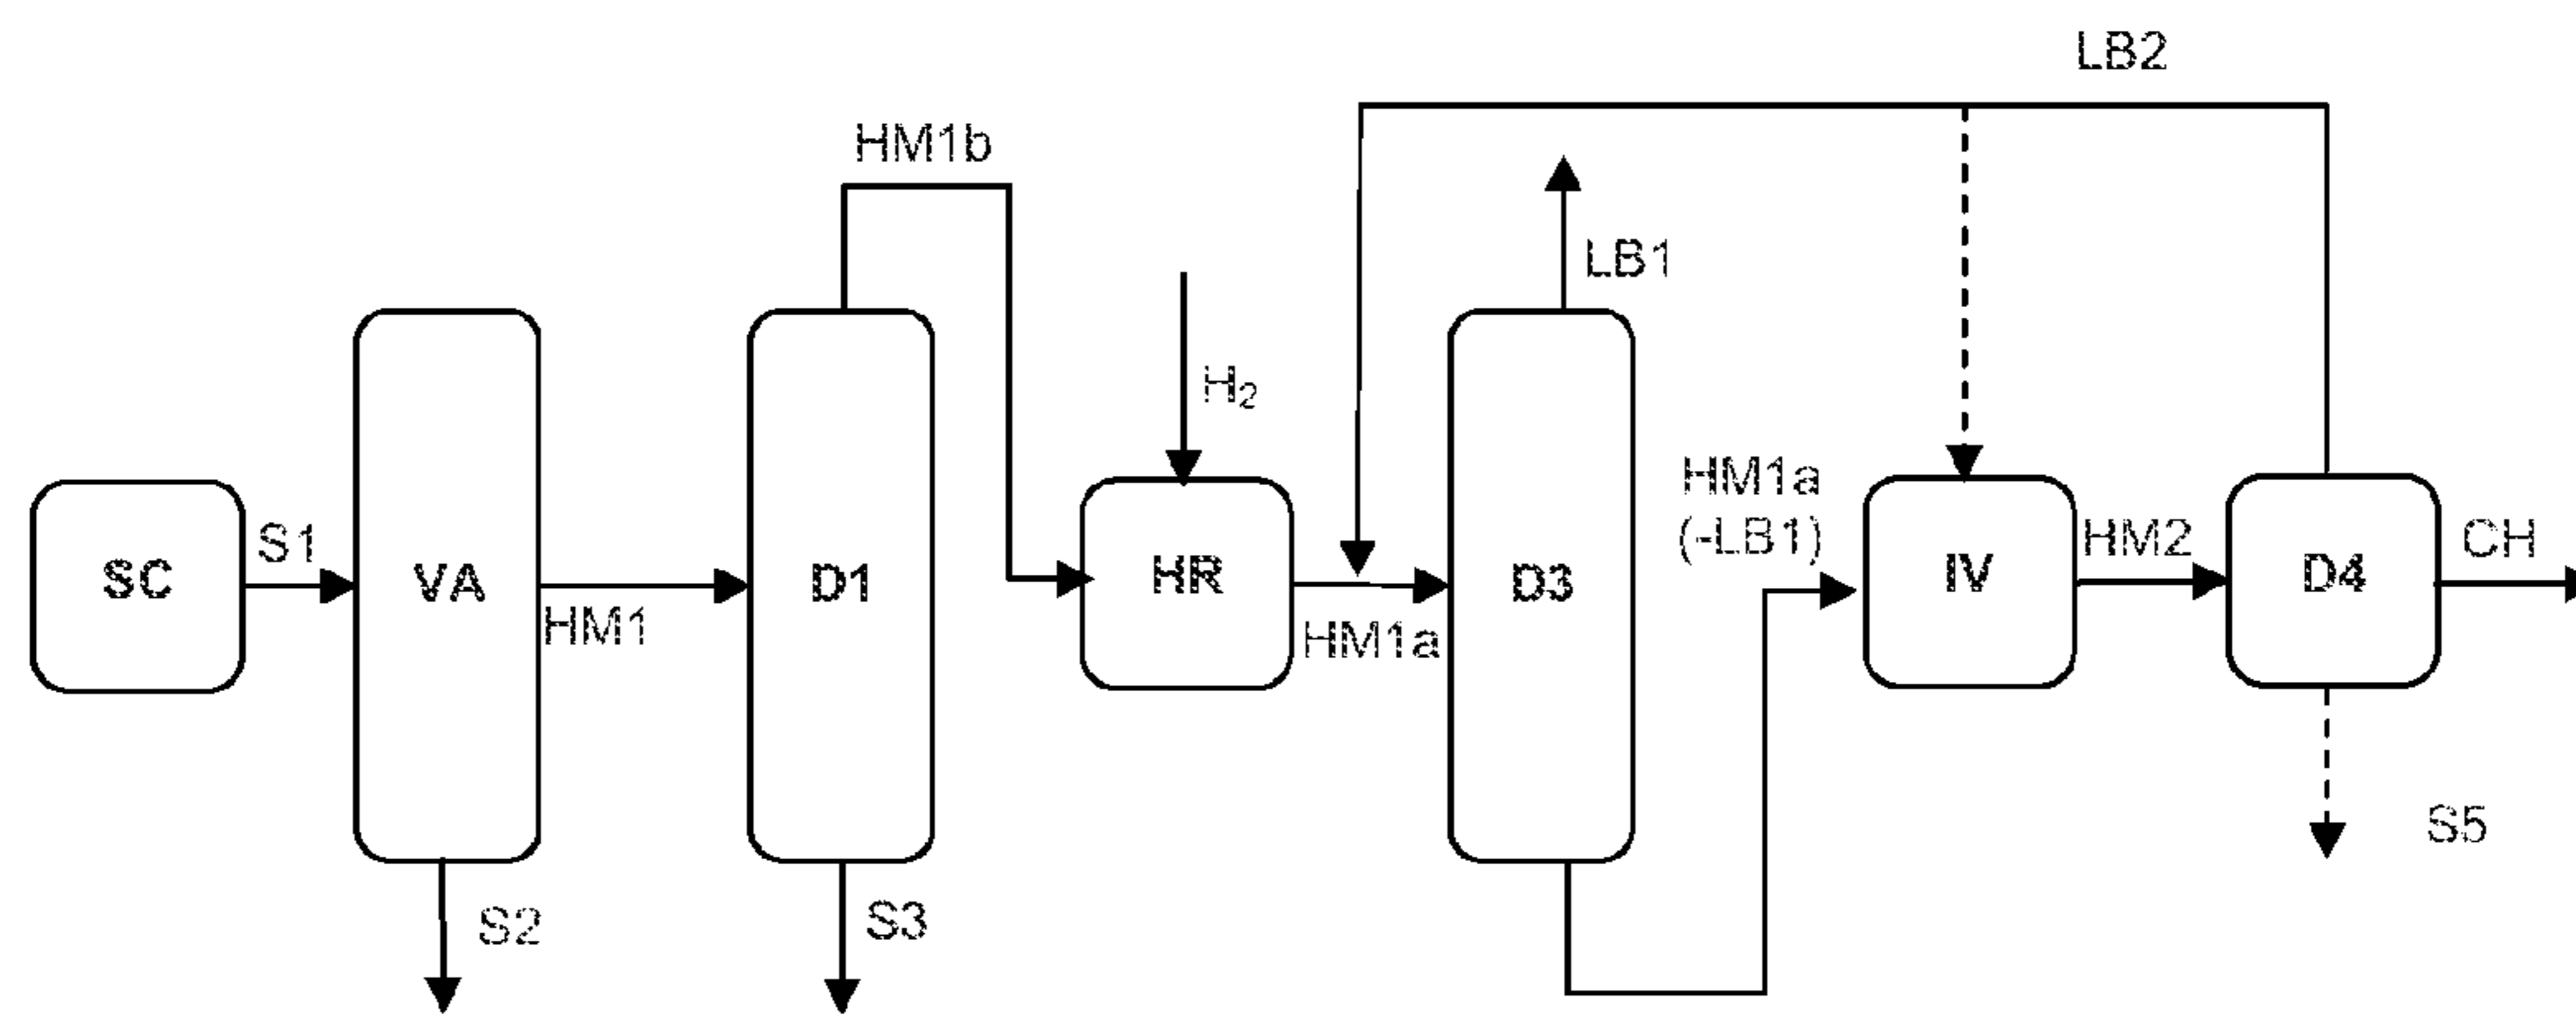 LB2
HM1b
LB1
H₂
HM1a
(-LB1)
SC
S1
VA
HM1
D1
HR
HM1a
D3
IV
HM2
D4
CH
S2
S3
S5